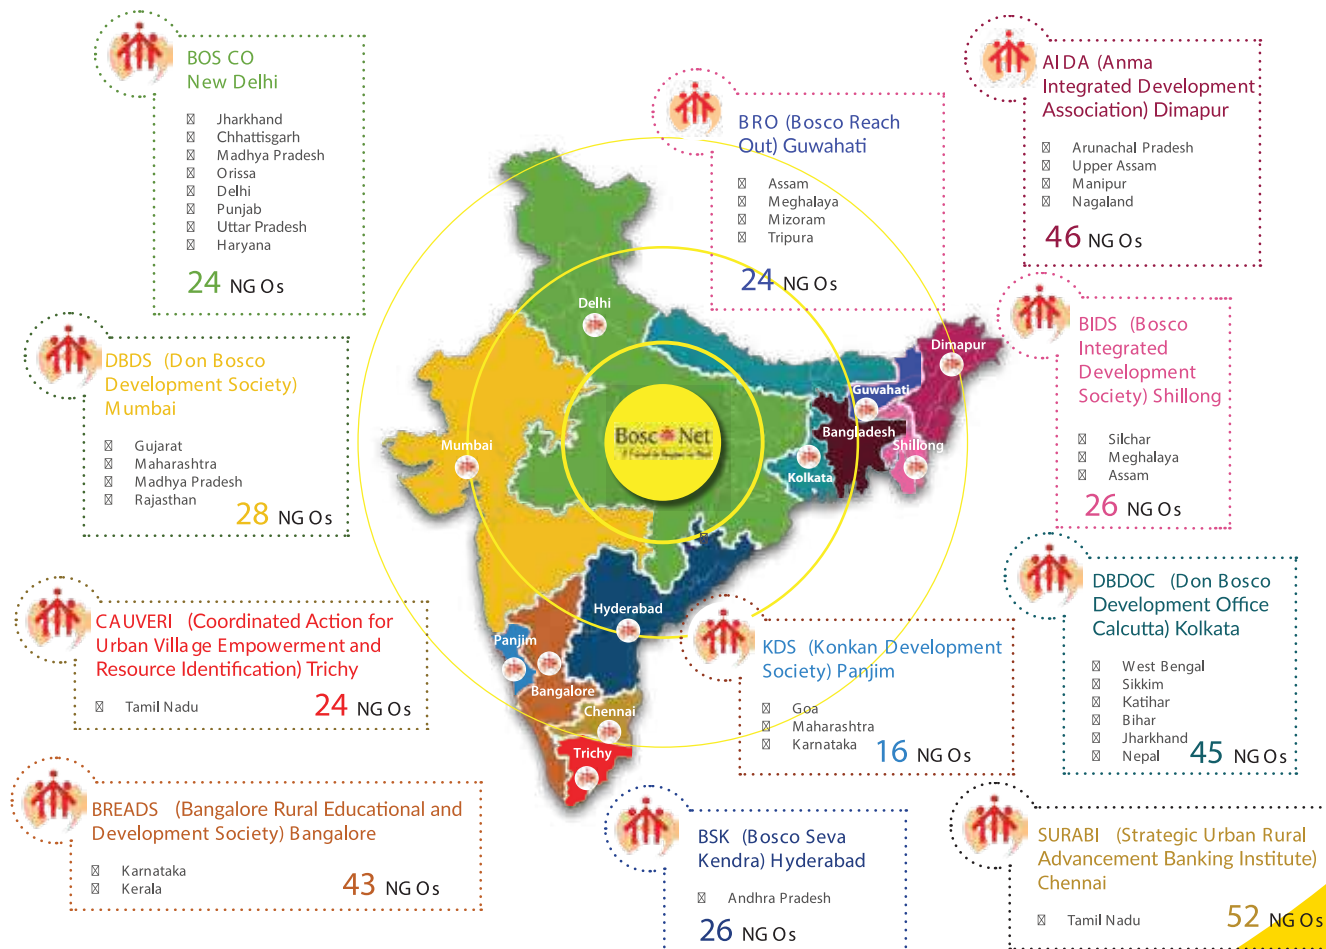 BOS CO
New Delhi
Jharkhand
Chhattisgarh
Madhya Pradesh
Orissa
Delhi
Punjab
Uttar Pradesh
Haryana
24 NG Os
BRO (Bosco Reach
Out) Guwahati
Assam
Meghalaya
Mizoram
Tripura
24 NG Os
AIDA (Anma
Integrated Development
Association) Dimapur
Arunachal Pradesh
Upper Assam
Manipur
Nagaland
46 NG Os
DBDS (Don Bosco
Development Society)
Mumbai
Gujarat
Maharashtra
Madhya Pradesh
Rajasthan
28 NG Os
BIDS (Bosco
Integrated
Development
Society) Shillong
Silchar
Meghalaya
Assam
26 NG Os
Delhi
Dimapur
Guwahati
Bangladesh
Shillong
Mumbai
Bosc Net
Kolkata
Hyderabad
Panjim
Bangalore
Chennai
Trichy
CAUVERI (Coordinated Action for
Urban Village Empowerment and
Resource Identification) Trichy
Tamil Nadu
24 NG Os
KDS (Konkan Development
Society) Panjim
Goa
Maharashtra
Karnataka
16 NG Os
DBDOC (Don Bosco
Development Office
Calcutta) Kolkata
West Bengal
Sikkim
Katihar
Bihar
Jharkhand
Nepal
45 NG Os
BREADS (Bangalore Rural Educational and
Development Society) Bangalore
Karnataka
Kerala
43 NG Os
BSK (Bosco Seva
Kendra) Hyderabad
Andhra Pradesh
26 NG Os
SURABI (Strategic Urban Rural
Advancement Banking Institute)
Chennai
Tamil Nadu
52 NG Os